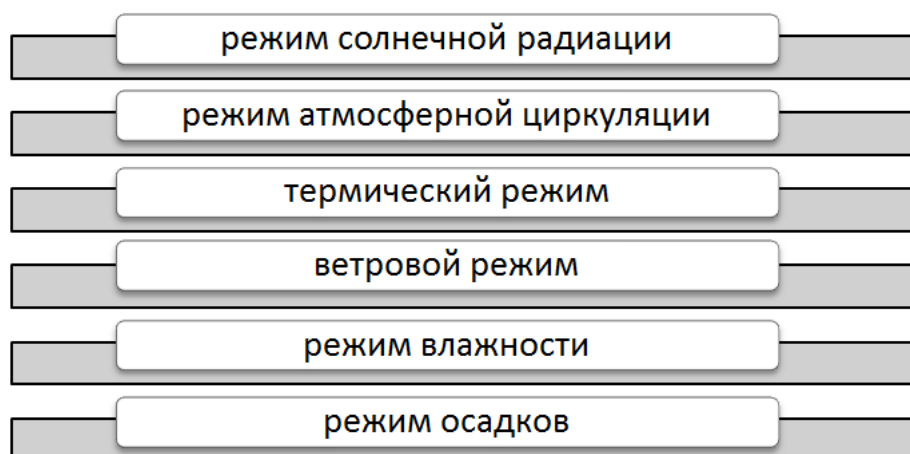 режим солнечной радиации
режим атмосферной циркуляции
термический режим
ветровой режим
режим влажности
режим осадков